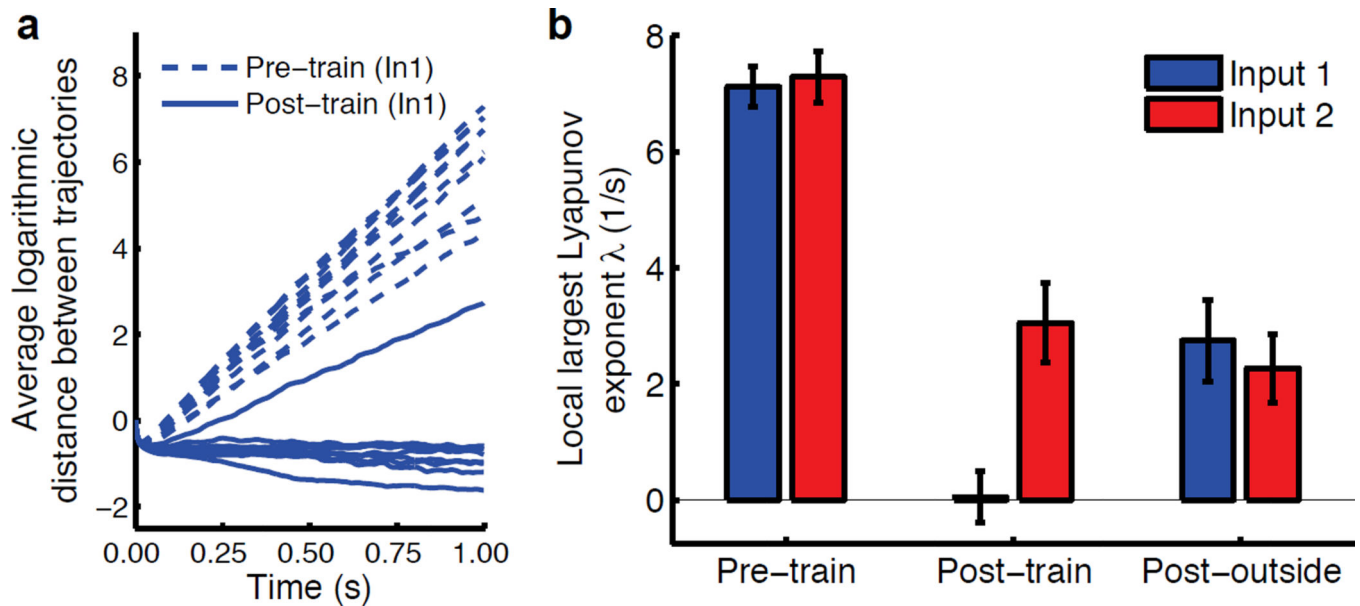 a
Average logarithmic
distance between trajectories
8
6
4
2
0
−2
Pre−train (In1)
Post−train (In1)
0.00 0.25 0.50 0.75 1.00
Time (s)
b
Local largest Lyapunov
exponent λ (1/s)
8
6
4
2
0
Input 1
Input 2
Pre−train Post−train Post−outside